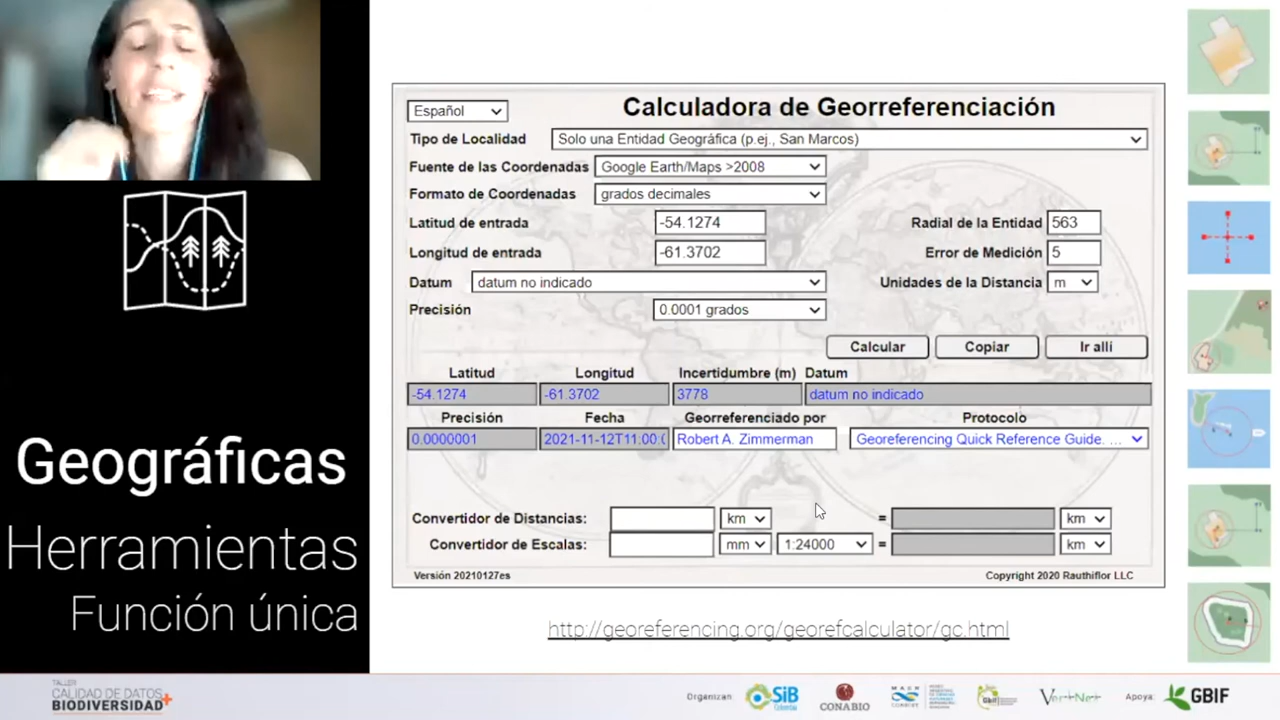 Español
Calculadora de Georreferenciación
Tipo de Localidad Solo una Entidad Geográfica (p.ej., San Marcos)
Fuente de las Coordenadas Google Earth/Maps >2008
Formato de Coordenadas grados decimales
Latitud de entrada -54.1274 Radial de la Entidad 563
Longitud de entrada -61.3702 Error de Medición 5
Datum datum no indicado Unidades de la Distancia m
Precisión 0.0001 grados
Calcular Copiar Ir allí
Latitud Longitud Incertidumbre (m) Datum
-54.1274 -61.3702 3778 datum no indicado
Precisión Fecha Georreferenciado por Protocolo
0.0000001 2021-11-12T11:00:( Robert A. Zimmerman Georeferencing Quick Reference Guide. ...
Convertidor de Distancias: km = km
Convertidor de Escalas: mm 1:24000 = km
Versión 20210127es Copyright 2020 Rauthiflor LLC
http://georeferencing.org/georefcalculator/gc.html
Geográficas
Herramientas
Función única
TALLER
CALIDAD DE DATOS
BIODIVERSIDAD+
Organizan: SiB Colombia CONABIO MACN CONICET VertNet Apoya: GBIF